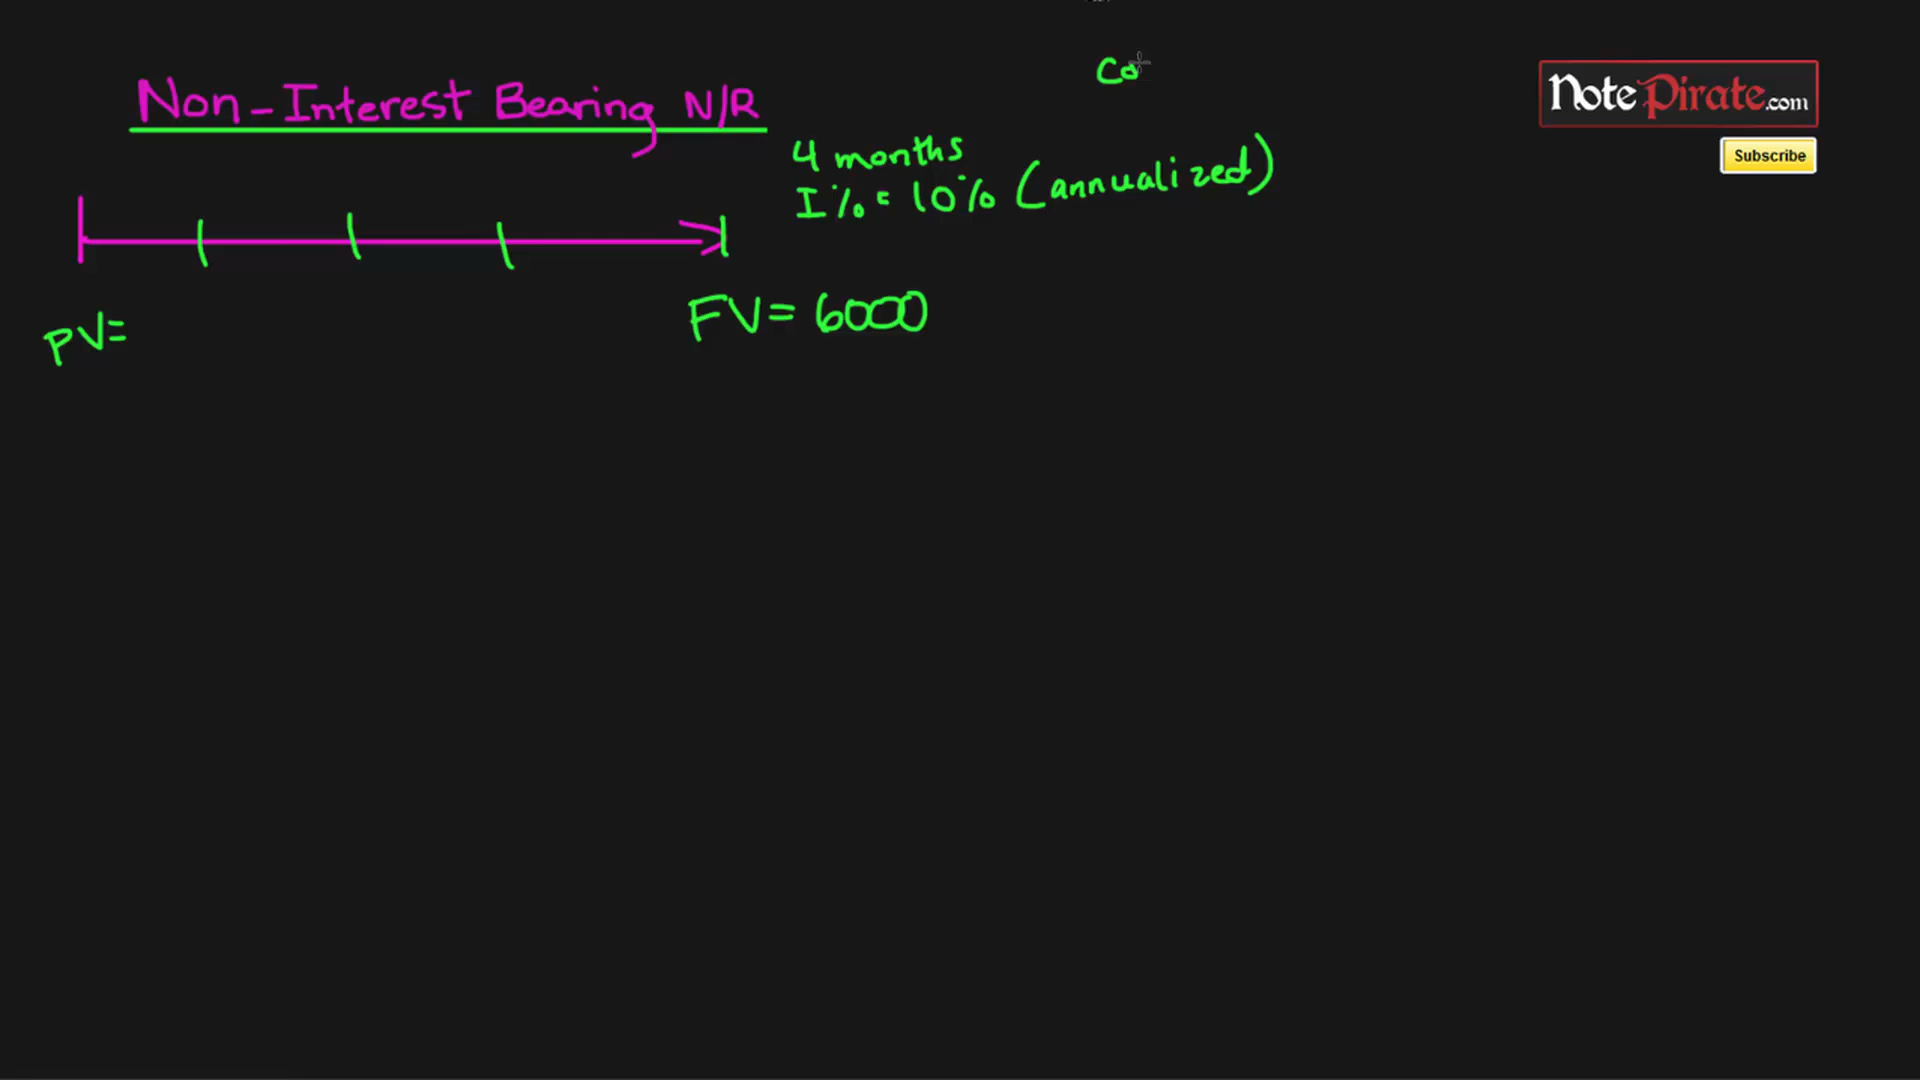 Co
Non-Interest Bearing N/R
NotePirate.com
4 months
Subscribe
I% = 10% (annualized)
PV=
FV= 6000